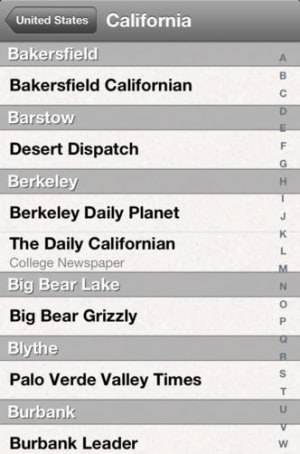 United States
California
Bakersfield
Bakersfield Californian
Barstow
Desert Dispatch
Berkeley
Berkeley Daily Planet
The Daily Californian
College Newspaper
Big Bear Lake
Big Bear Grizzly
Blythe
Palo Verde Valley Times
Burbank
Burbank Leader
A
B
C
D
E
F
G
H
I
J
K
L
M
N
O
P
Q
R
S
T
U
V
W